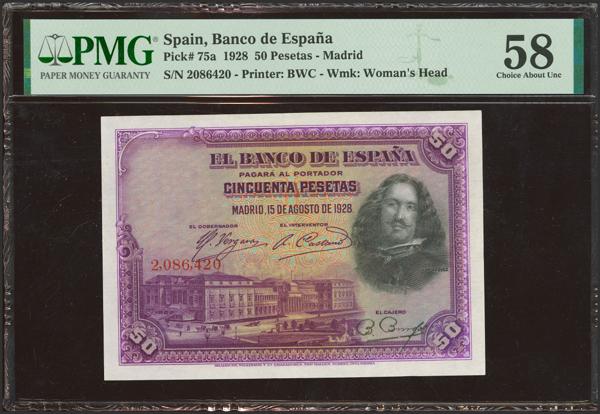 PMG
PAPER MONEY GUARANTY
Spain, Banco de España
Pick# 75a 1928 50 Pesetas - Madrid
S/N 2086420 - Printer: BWC - Wmk: Woman's Head
58
Choice About Unc
50
EL BANCO DE ESPAÑA
PAGARÁ AL PORTADOR
CINCUENTA PESETAS
MADRID, 15 DE AGOSTO DE 1928
EL GOBERNADOR EL INTERVENTOR
2,086,420
EL CAJERO
50
50